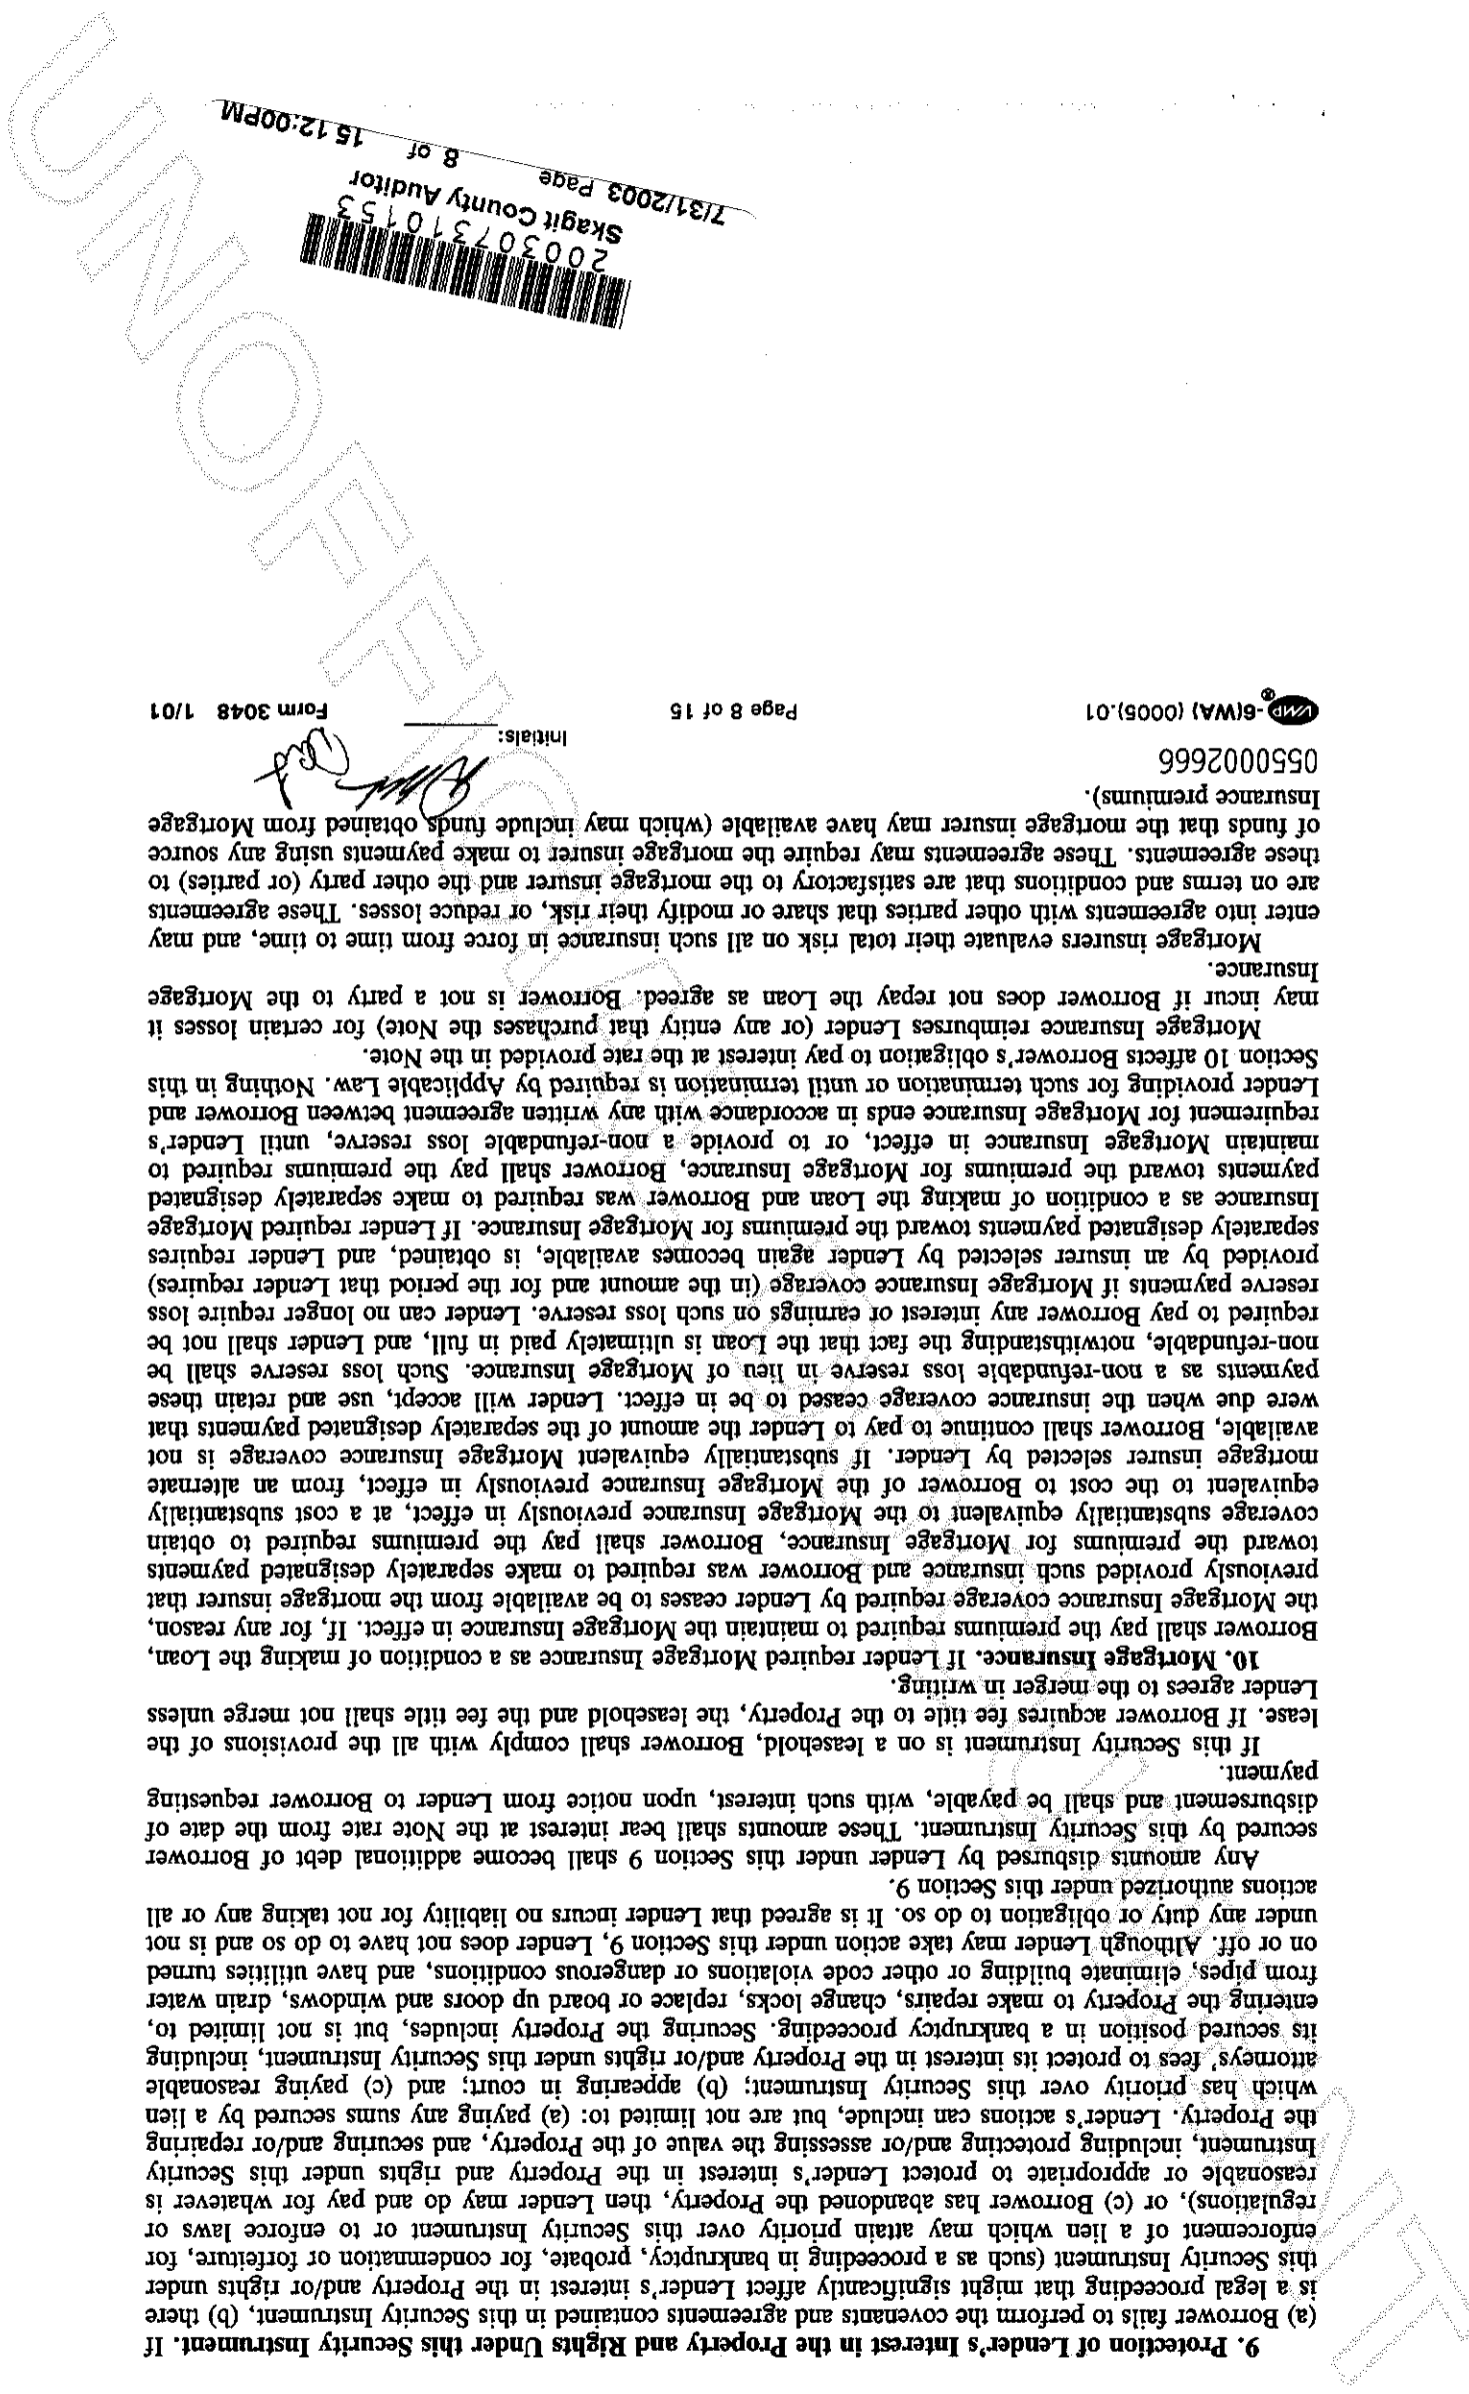 9. Protection of Lender's Interest in the Property and Rights Under this Security Instrument. If
(a) Borrower fails to perform the covenants and agreements contained in this Security Instrument, (b) there
is a legal proceeding that might significantly affect Lender's interest in the Property and/or rights under
this Security Instrument (such as a proceeding in bankruptcy, probate, for condemnation or forfeiture, for
enforcement of a lien which may attain priority over this Security Instrument or to enforce laws or
regulations), or (c) Borrower has abandoned the Property, then Lender may do and pay for whatever is
reasonable or appropriate to protect Lender's interest in the Property and rights under this Security
Instrument, including protecting and/or assessing the value of the Property, and securing and/or repairing
the Property. Lender's actions can include, but are not limited to: (a) paying any sums secured by a lien
which has priority over this Security Instrument; (b) appearing in court; and (c) paying reasonable
attorneys' fees to protect its interest in the Property and/or rights under this Security Instrument, including
its secured position in a bankruptcy proceeding. Securing the Property includes, but is not limited to,
entering the Property to make repairs, change locks, replace or board up doors and windows, drain water
from pipes, eliminate building or other code violations or dangerous conditions, and have utilities turned
on or off. Although Lender may take action under this Section 9, Lender does not have to do so and is not
under any duty or obligation to do so. It is agreed that Lender incurs no liability for not taking any or all
actions authorized under this Section 9.
Any amounts disbursed by Lender under this Section 9 shall become additional debt of Borrower
secured by this Security Instrument. These amounts shall bear interest at the Note rate from the date of
disbursement and shall be payable, with such interest, upon notice from Lender to Borrower requesting
payment.
If this Security Instrument is on a leasehold, Borrower shall comply with all the provisions of the
lease. If Borrower acquires fee title to the Property, the leasehold and the fee title shall not merge unless
Lender agrees to the merger in writing.
10. Mortgage Insurance. If Lender required Mortgage Insurance as a condition of making the Loan,
Borrower shall pay the premiums required to maintain the Mortgage Insurance in effect. If, for any reason,
the Mortgage Insurance coverage required by Lender ceases to be available from the mortgage insurer that
previously provided such insurance and Borrower was required to make separately designated payments
toward the premiums for Mortgage Insurance, Borrower shall pay the premiums required to obtain
coverage substantially equivalent to the Mortgage Insurance previously in effect, at a cost substantially
equivalent to the cost to Borrower of the Mortgage Insurance previously in effect, from an alternate
mortgage insurer selected by Lender. If substantially equivalent Mortgage Insurance coverage is not
available, Borrower shall continue to pay to Lender the amount of the separately designated payments that
were due when the insurance coverage ceased to be in effect. Lender will accept, use and retain these
payments as a non-refundable loss reserve in lieu of Mortgage Insurance. Such loss reserve shall be
non-refundable, notwithstanding the fact that the Loan is ultimately paid in full, and Lender shall not be
required to pay Borrower any interest or earnings on such loss reserve. Lender can no longer require loss
reserve payments if Mortgage Insurance coverage (in the amount and for the period that Lender requires)
provided by an insurer selected by Lender again becomes available, is obtained, and Lender requires
separately designated payments toward the premiums for Mortgage Insurance. If Lender required Mortgage
Insurance as a condition of making the Loan and Borrower was required to make separately designated
payments toward the premiums for Mortgage Insurance, Borrower shall pay the premiums required to
maintain Mortgage Insurance in effect, or to provide a non-refundable loss reserve, until Lender's
requirement for Mortgage Insurance ends in accordance with any written agreement between Borrower and
Lender providing for such termination or until termination is required by Applicable Law. Nothing in this
Section 10 affects Borrower's obligation to pay interest at the rate provided in the Note.
Mortgage Insurance reimburses Lender (or any entity that purchases the Note) for certain losses it
may incur if Borrower does not repay the Loan as agreed. Borrower is not a party to the Mortgage
Insurance.
Mortgage insurers evaluate their total risk on all such insurance in force from time to time, and may
enter into agreements with other parties that share or modify their risk, or reduce losses. These agreements
are on terms and conditions that are satisfactory to the mortgage insurer and the other party (or parties) to
these agreements. These agreements may require the mortgage insurer to make payments using any source
of funds that the mortgage insurer may have available (which may include funds obtained from Mortgage
Insurance premiums).
0550002666
Initials:
VMP®-6(WA) (0005).01 Page 8 of 15 Form 3048 1/01
200307310153
Skagit County Auditor
7/31/2003 Page 8 of 15 12:00PM
UNOFFICIAL DOCUMENT